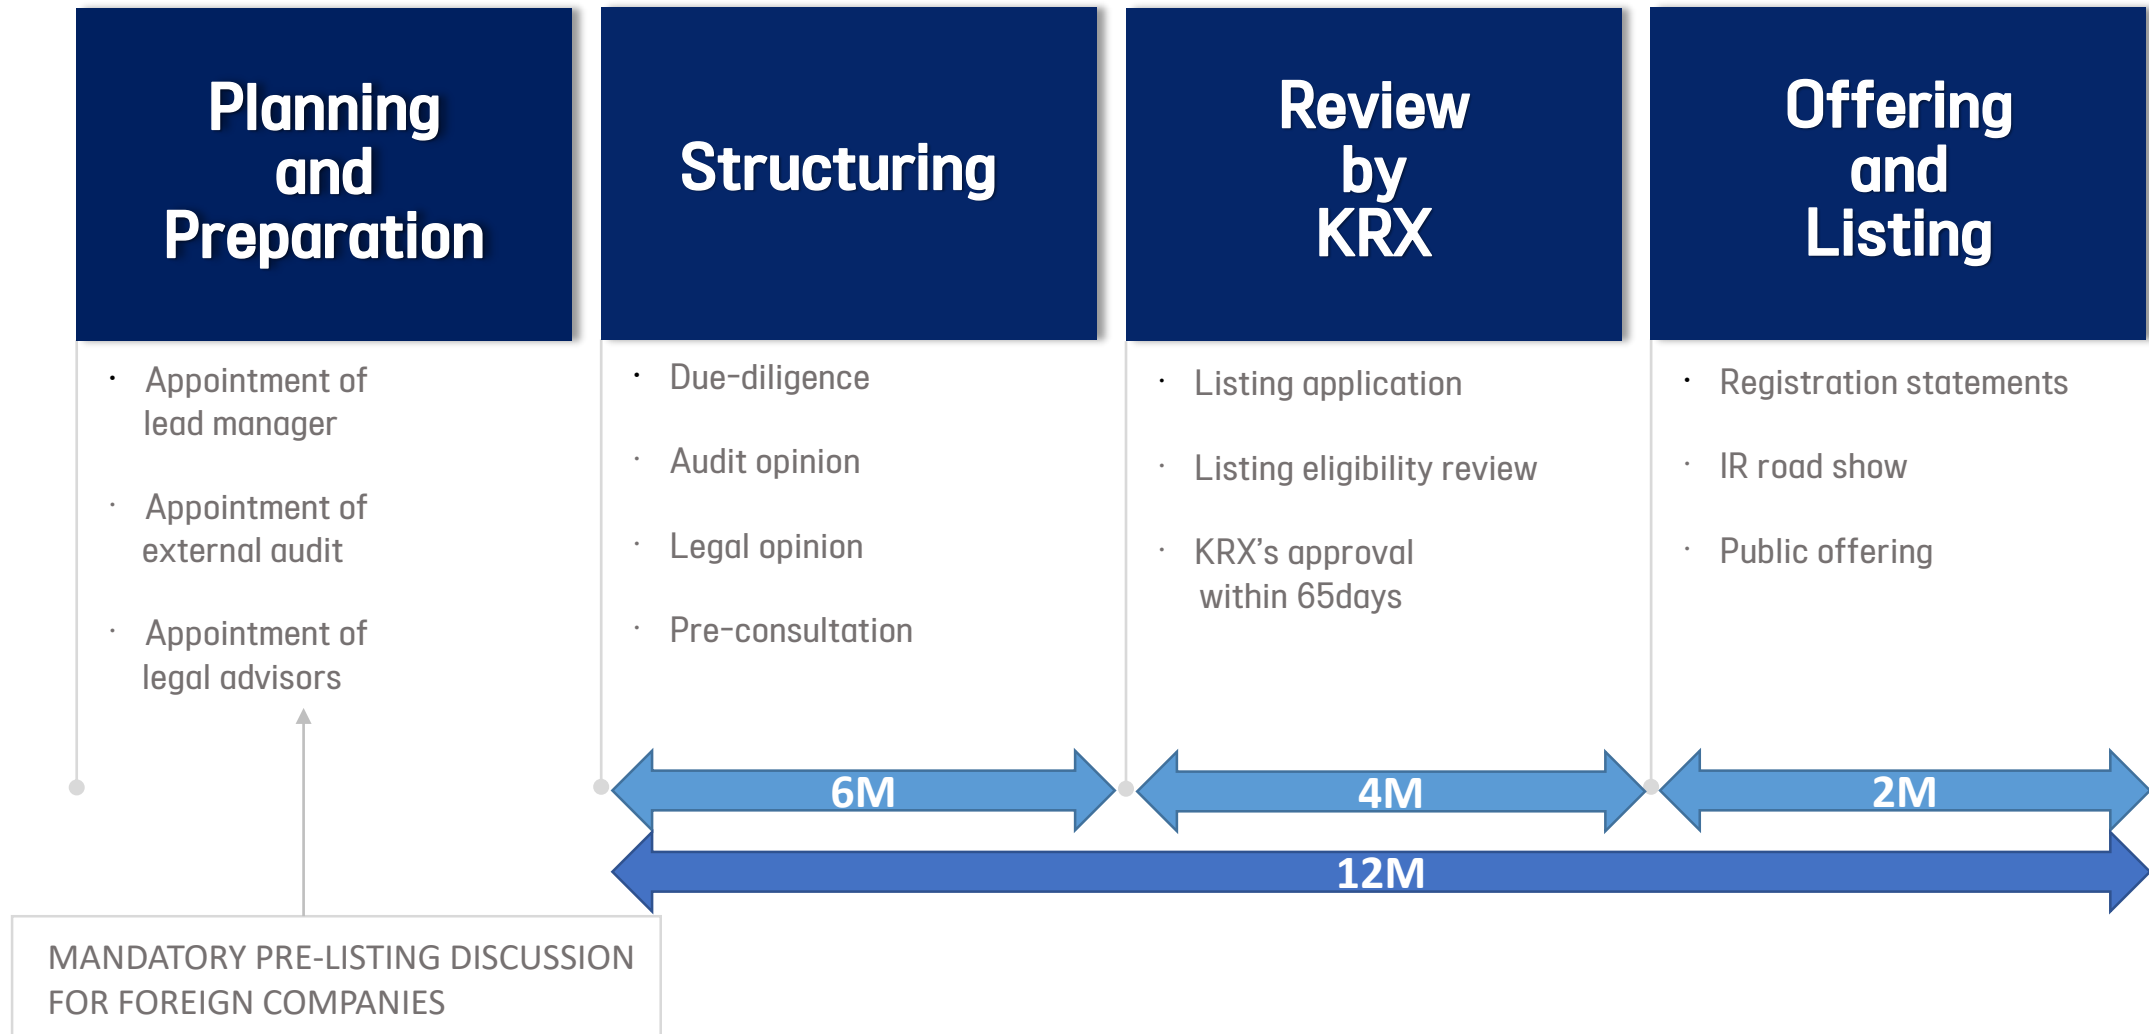 Planning
and
Preparation
· Appointment of
lead manager
· Appointment of
external audit
· Appointment of
legal advisors
Structuring
· Due-diligence
· Audit opinion
· Legal opinion
· Pre-consultation
Review
by
KRX
· Listing application
· Listing eligibility review
· KRX's approval
within 65days
Offering
and
Listing
· Registration statements
· IR road show
· Public offering
6M
4M
2M
12M
MANDATORY PRE-LISTING DISCUSSION
FOR FOREIGN COMPANIES